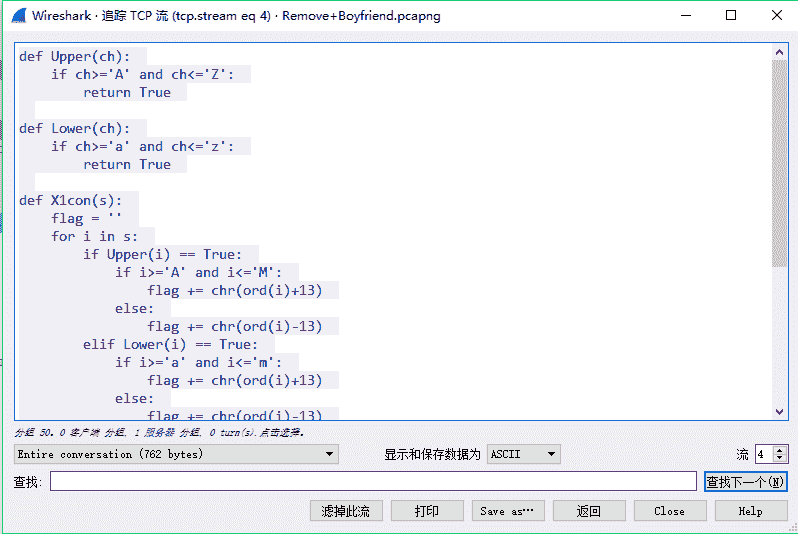 Wireshark · 追踪 TCP 流 (tcp.stream eq 4) · Remove+Boyfriend.pcapng
def Upper(ch):
    if ch>='A' and ch<='Z':
        return True
def Lower(ch):
    if ch>='a' and ch<='z':
        return True
def X1con(s):
    flag = ''
    for i in s:
        if Upper(i) == True:
            if i>='A' and i<='M':
                flag += chr(ord(i)+13)
            else:
                flag += chr(ord(i)-13)
        elif Lower(i) == True:
            if i>='a' and i<='m':
                flag += chr(ord(i)+13)
            else:
                flag += chr(ord(i)-13)
分组 50。0 客户端 分组, 1 服务器 分组, 0 turn(s).点击选择。
Entire conversation (762 bytes) 显示和保存数据为 ASCII 流 4
查找: 查找下一个(N)
滤掉此流 打印 Save as… 返回 Close Help